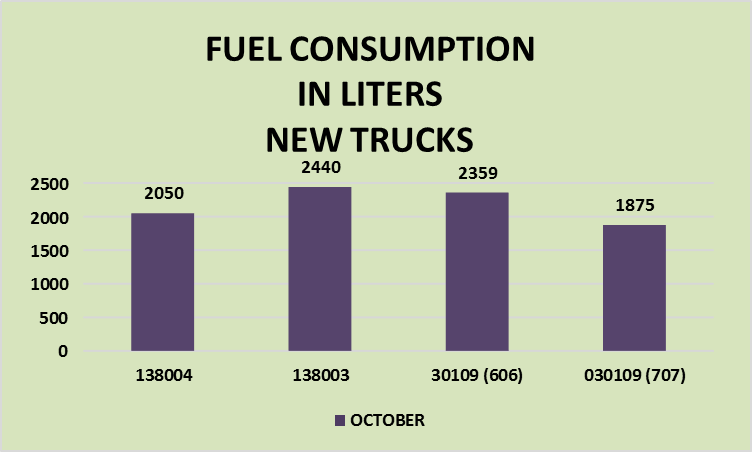 FUEL CONSUMPTION
IN LITERS
NEW TRUCKS
2050 2440 2359 1875
2500
2000
1500
1000
500
0
138004 138003 30109 (606) 030109 (707)
OCTOBER